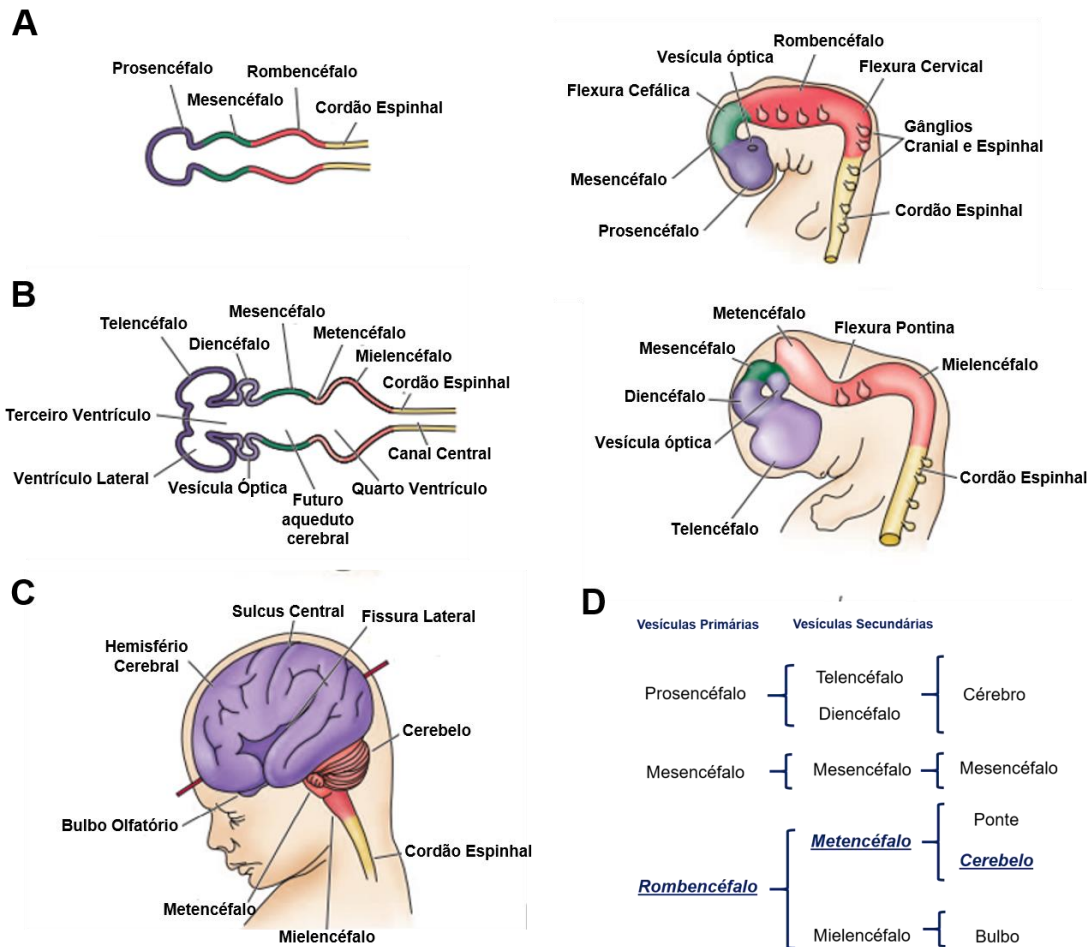 A
Prosencéfalo
Rombencéfalo
Mesencéfalo
Cordão Espinhal
Rombencéfalo
Vesícula óptica
Flexura Cervical
Flexura Cefálica
Gânglios
Cranial e Espinhal
Mesencéfalo
Cordão Espinhal
Prosencéfalo
B
Mesencéfalo
Telencéfalo
Metencéfalo
Diencéfalo
Mielencéfalo
Cordão Espinhal
Terceiro Ventrículo
Canal Central
Ventrículo Lateral
Vesícula Óptica
Quarto Ventrículo
Futuro
aqueduto
cerebral
Metencéfalo
Flexura Pontina
Mesencéfalo
Mielencéfalo
Diencéfalo
Vesícula óptica
Cordão Espinhal
Telencéfalo
C
Sulcus Central
Fissura Lateral
Hemisfério
Cerebral
Cerebelo
Bulbo Olfatório
Cordão Espinhal
Metencéfalo
Mielencéfalo
D
Vesículas Primárias
Vesículas Secundárias
Prosencéfalo
Telencéfalo
Diencéfalo
Cérebro
Mesencéfalo
Mesencéfalo
Mesencéfalo
Rombencéfalo
Metencéfalo
Ponte
Cerebelo
Mielencéfalo
Bulbo